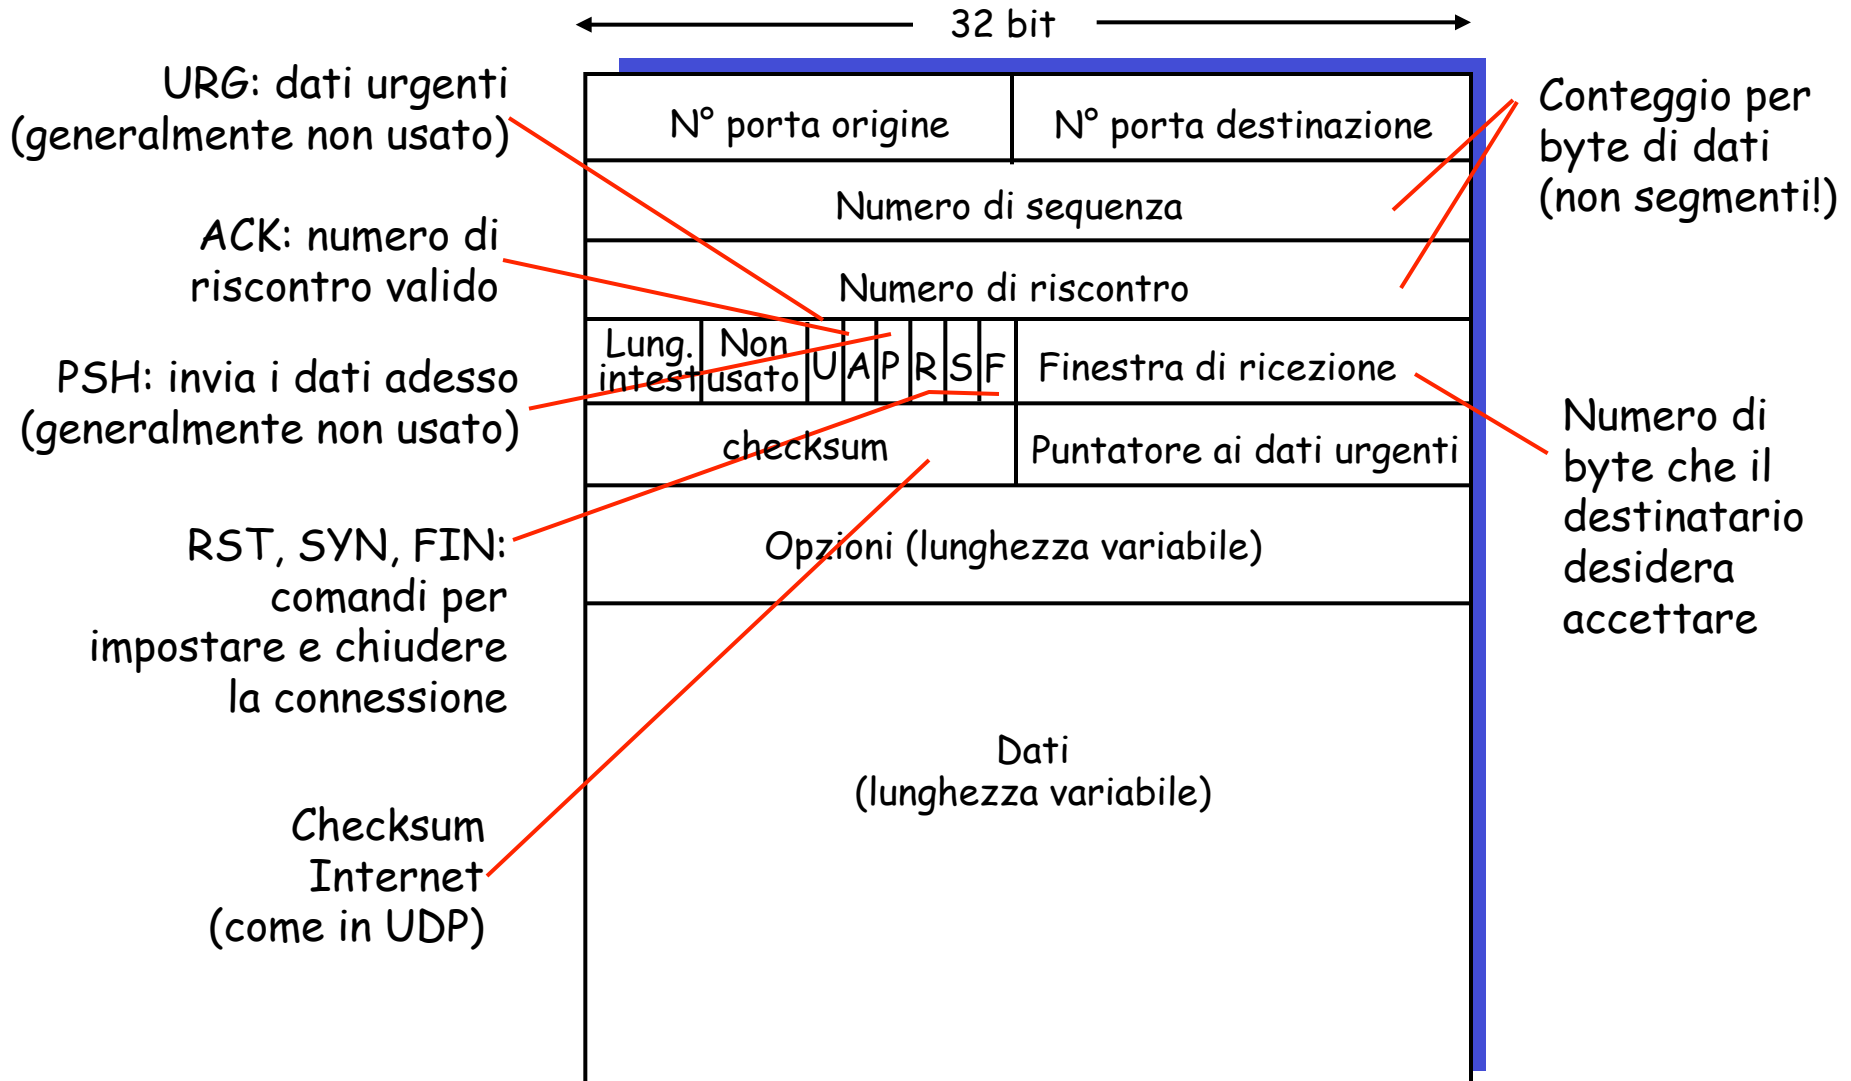 32 bit
URG: dati urgenti
(generalmente non usato)
ACK: numero di
riscontro valido
PSH: invia i dati adesso
(generalmente non usato)
RST, SYN, FIN:
comandi per
impostare e chiudere
la connessione
Checksum
Internet
(come in UDP)
N° porta origine
N° porta destinazione
Numero di sequenza
Numero di riscontro
Lung.
intest
Non
usato
U
A
P
R
S
F
Finestra di ricezione
checksum
Puntatore ai dati urgenti
Opzioni (lunghezza variabile)
Dati
(lunghezza variabile)
Conteggio per
byte di dati
(non segmenti!)
Numero di
byte che il
destinatario
desidera
accettare